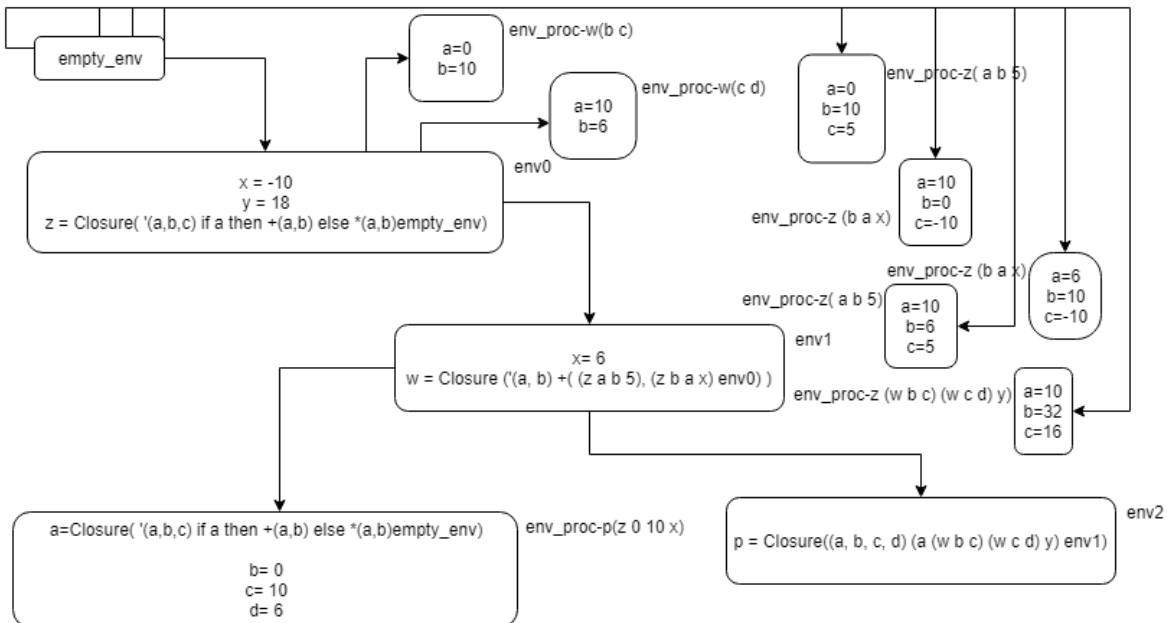 empty_env
env_proc-w(b c)
a=0
b=10
env_proc-w(c d)
a=10
b=6
env_proc-z( a b 5)
a=0
b=10
c=5
env0
x = -10
y = 18
z = Closure( '(a,b,c) if a then +(a,b) else *(a,b)empty_env)
a=10
b=0
c=-10
env_proc-z (b a x)
env_proc-z (b a x)
a=6
b=10
c=-10
env_proc-z( a b 5)
a=10
b=6
c=5
env1
x= 6
w = Closure ('(a, b) +( (z a b 5), (z b a x) env0) )
env_proc-z (w b c) (w c d) y)
a=10
b=32
c=16
a=Closure( '(a,b,c) if a then +(a,b) else *(a,b)empty_env)
b= 0
c= 10
d= 6
env_proc-p(z 0 10 x)
env2
p = Closure((a, b, c, d) (a (w b c) (w c d) y) env1)